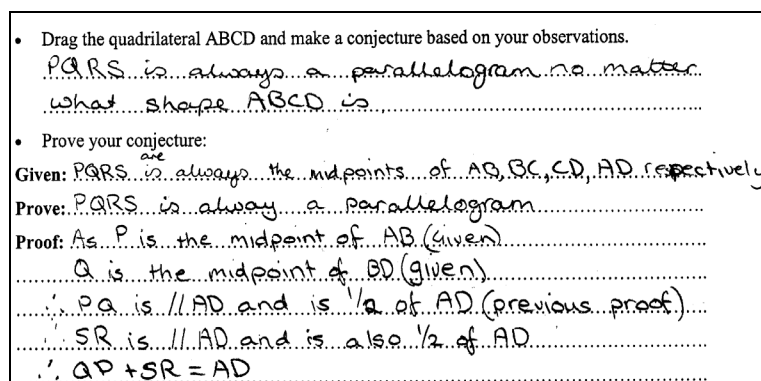 • Drag the quadrilateral ABCD and make a conjecture based on your observations.
PQRS is always a parallelogram no matter
what shape ABCD is.
• Prove your conjecture:
are
Given: PQRS is always the midpoints of AB, BC, CD, AD respectively
Prove: PQRS is alway a parallelogram
Proof: As P is the midpoint of AB (Given)
Q is the midpoint of BD (given)
∴ PQ is // AD and is 1/2 of AD (previous proof)
∴ SR is // AD and is also 1/2 of AD
∴ QP + SR = AD